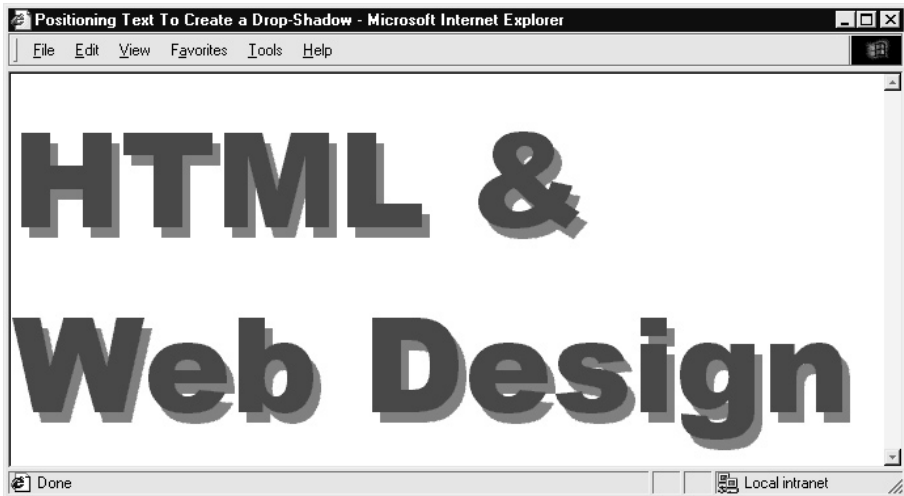 Positioning Text To Create a Drop-Shadow - Microsoft Internet Explorer
File Edit View Favorites Tools Help
HTML &
Web Design
Done Local intranet